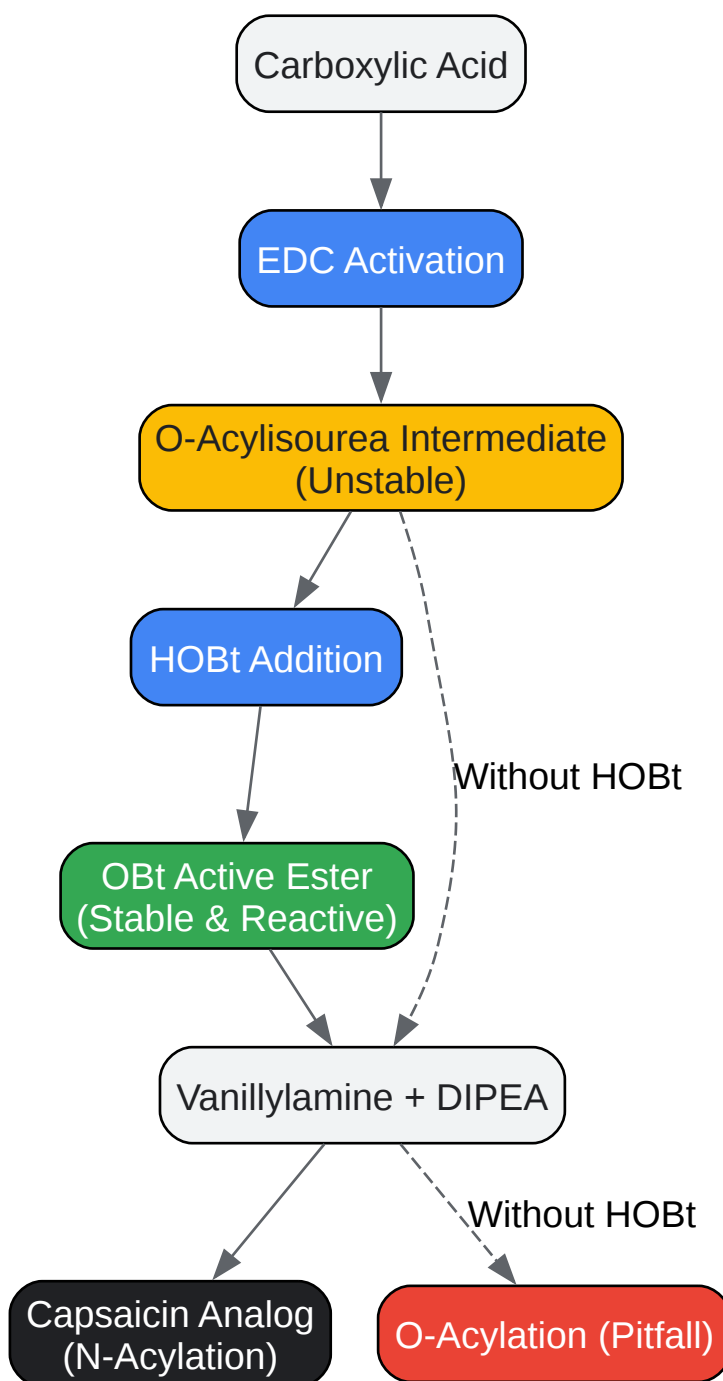 Carboxylic Acid
EDC Activation
O-Acylisourea Intermediate
(Unstable)
HOBt Addition
Without HOBt
OBt Active Ester
(Stable & Reactive)
Vanillylamine + DIPEA
Without HOBt
Capsaicin Analog
(N-Acylation)
O-Acylation (Pitfall)